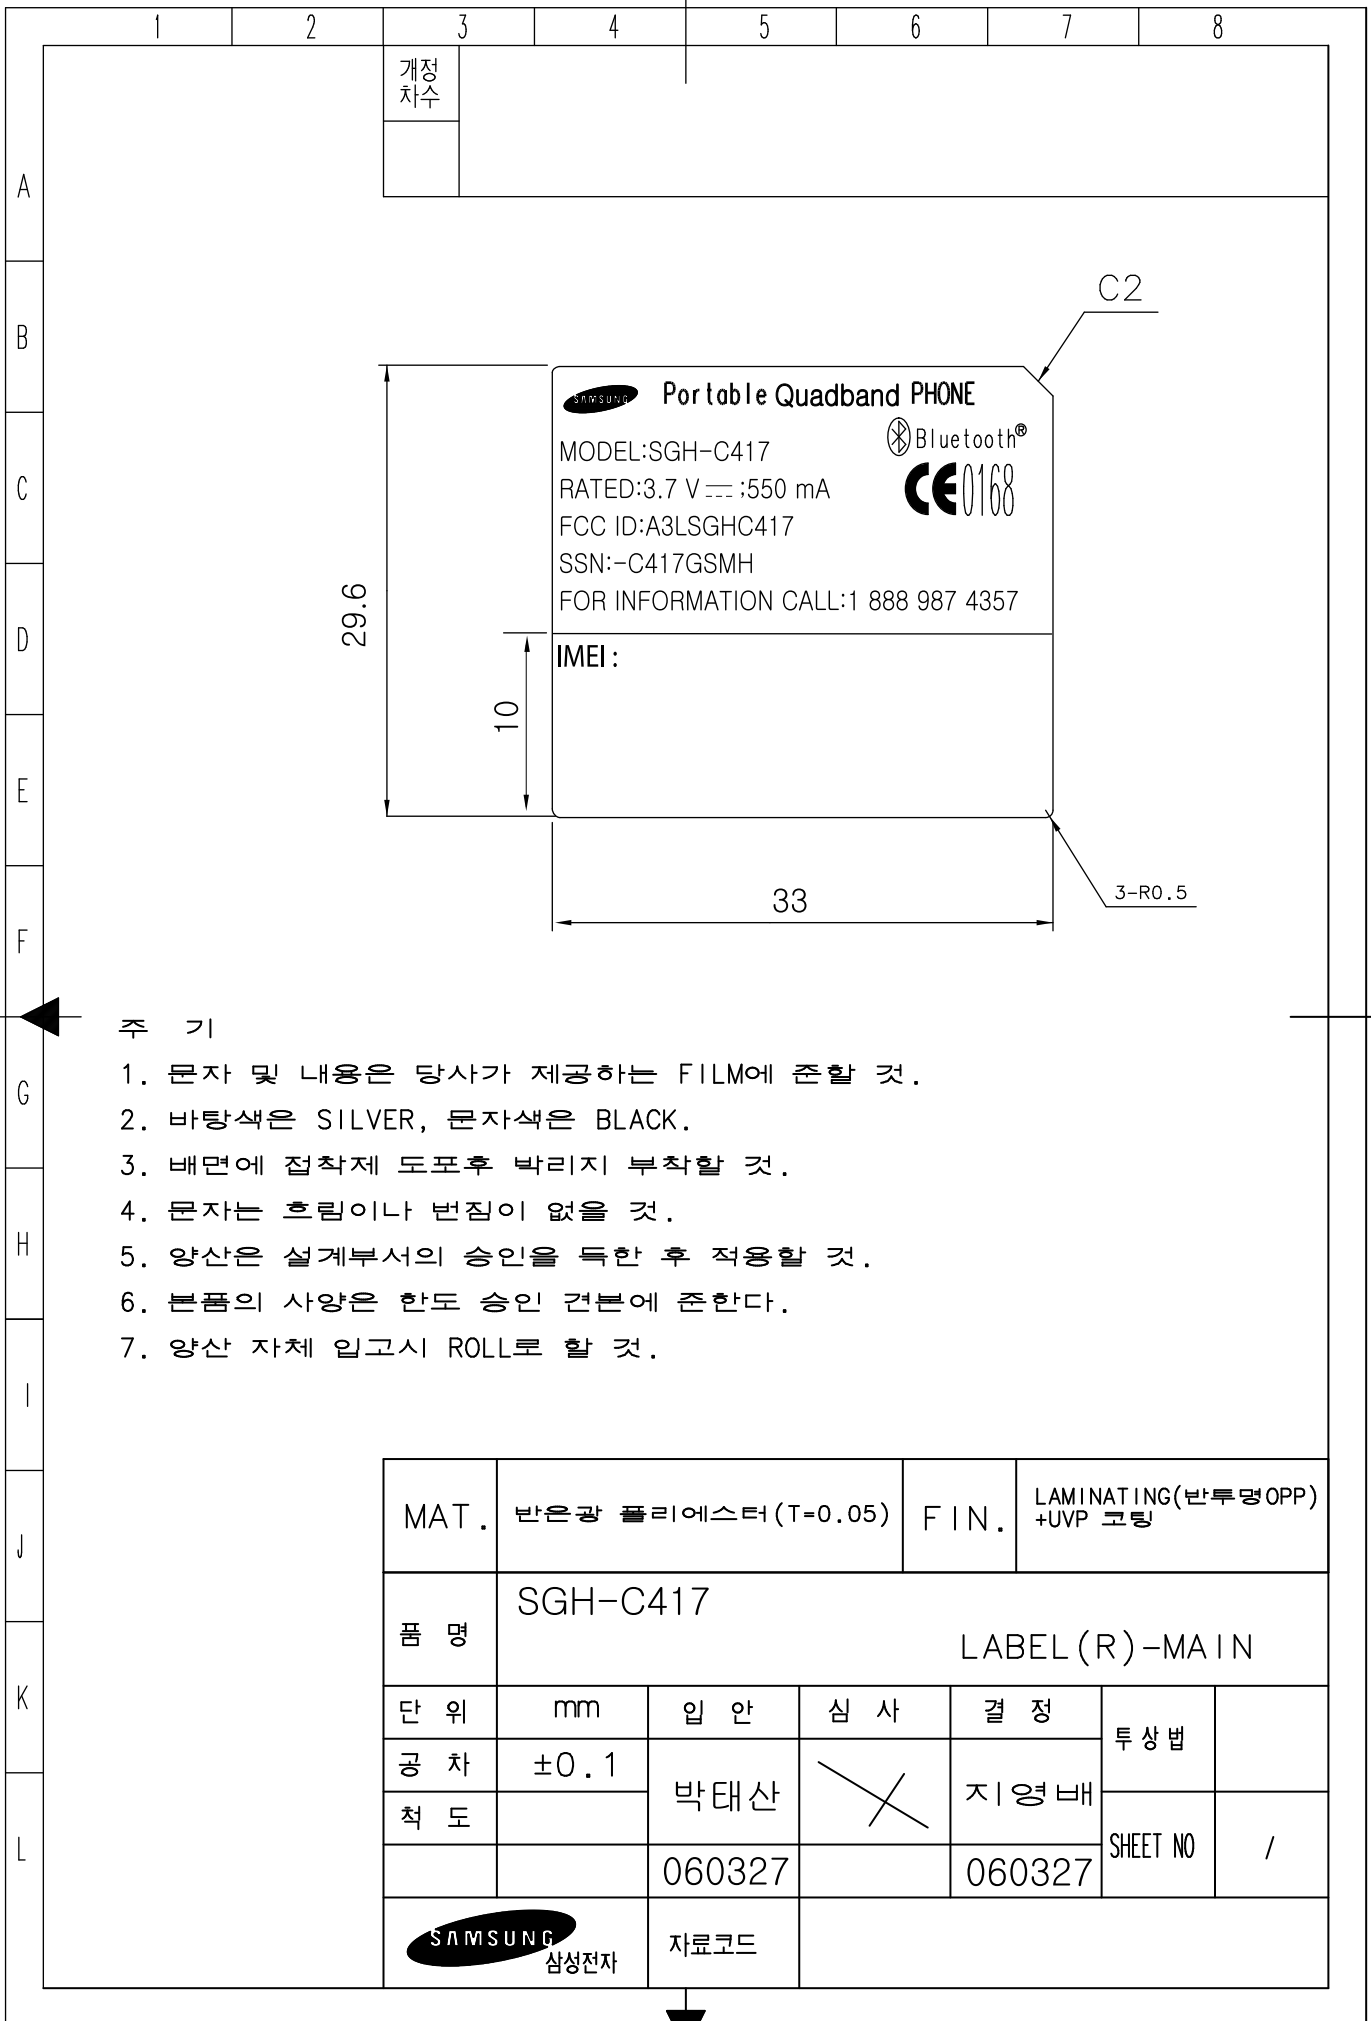 1 2 3 4 5 6 7 8
개정
차수
A
B
C
D
E
F
G
H
I
J
K
L
C2
SAMSUNG Portable Quadband PHONE
Bluetooth®
MODEL:SGH-C417
RATED:3.7 V ⎓ ;550 mA
CE0168
FCC ID:A3LSGHC417
SSN:-C417GSMH
FOR INFORMATION CALL:1 888 987 4357
IMEI :
29.6
10
33
3-R0.5
주 기
1. 문자 및 내용은 당사가 제공하는 FILM에 준할 것.
2. 바탕색은 SILVER, 문자색은 BLACK.
3. 배면에 접착제 도포후 박리지 부착할 것.
4. 문자는 흐림이나 번짐이 없을 것.
5. 양산은 설계부서의 승인을 득한 후 적용할 것.
6. 본품의 사양은 한도 승인 견본에 준한다.
7. 양산 자체 입고시 ROLL로 할 것.
MAT. 반은광 폴리에스터(T=0.05) FIN. LAMINATING(반투명OPP)
+UVP 코팅
품 명 SGH-C417
LABEL(R)-MAIN
단 위 mm 입 안 심 사 결 정 투상법
공 차 ±0.1 박태산 지영배
척 도
SHEET NO /
060327 060327
SAMSUNG 삼성전자 자료코드